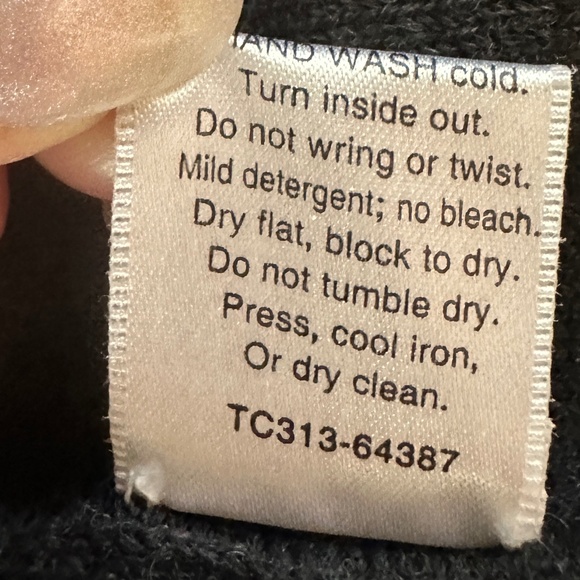 HAND WASH cold.
Turn inside out.
Do not wring or twist.
Mild detergent; no bleach.
Dry flat, block to dry.
Do not tumble dry.
Press, cool iron,
Or dry clean.
TC313-64387